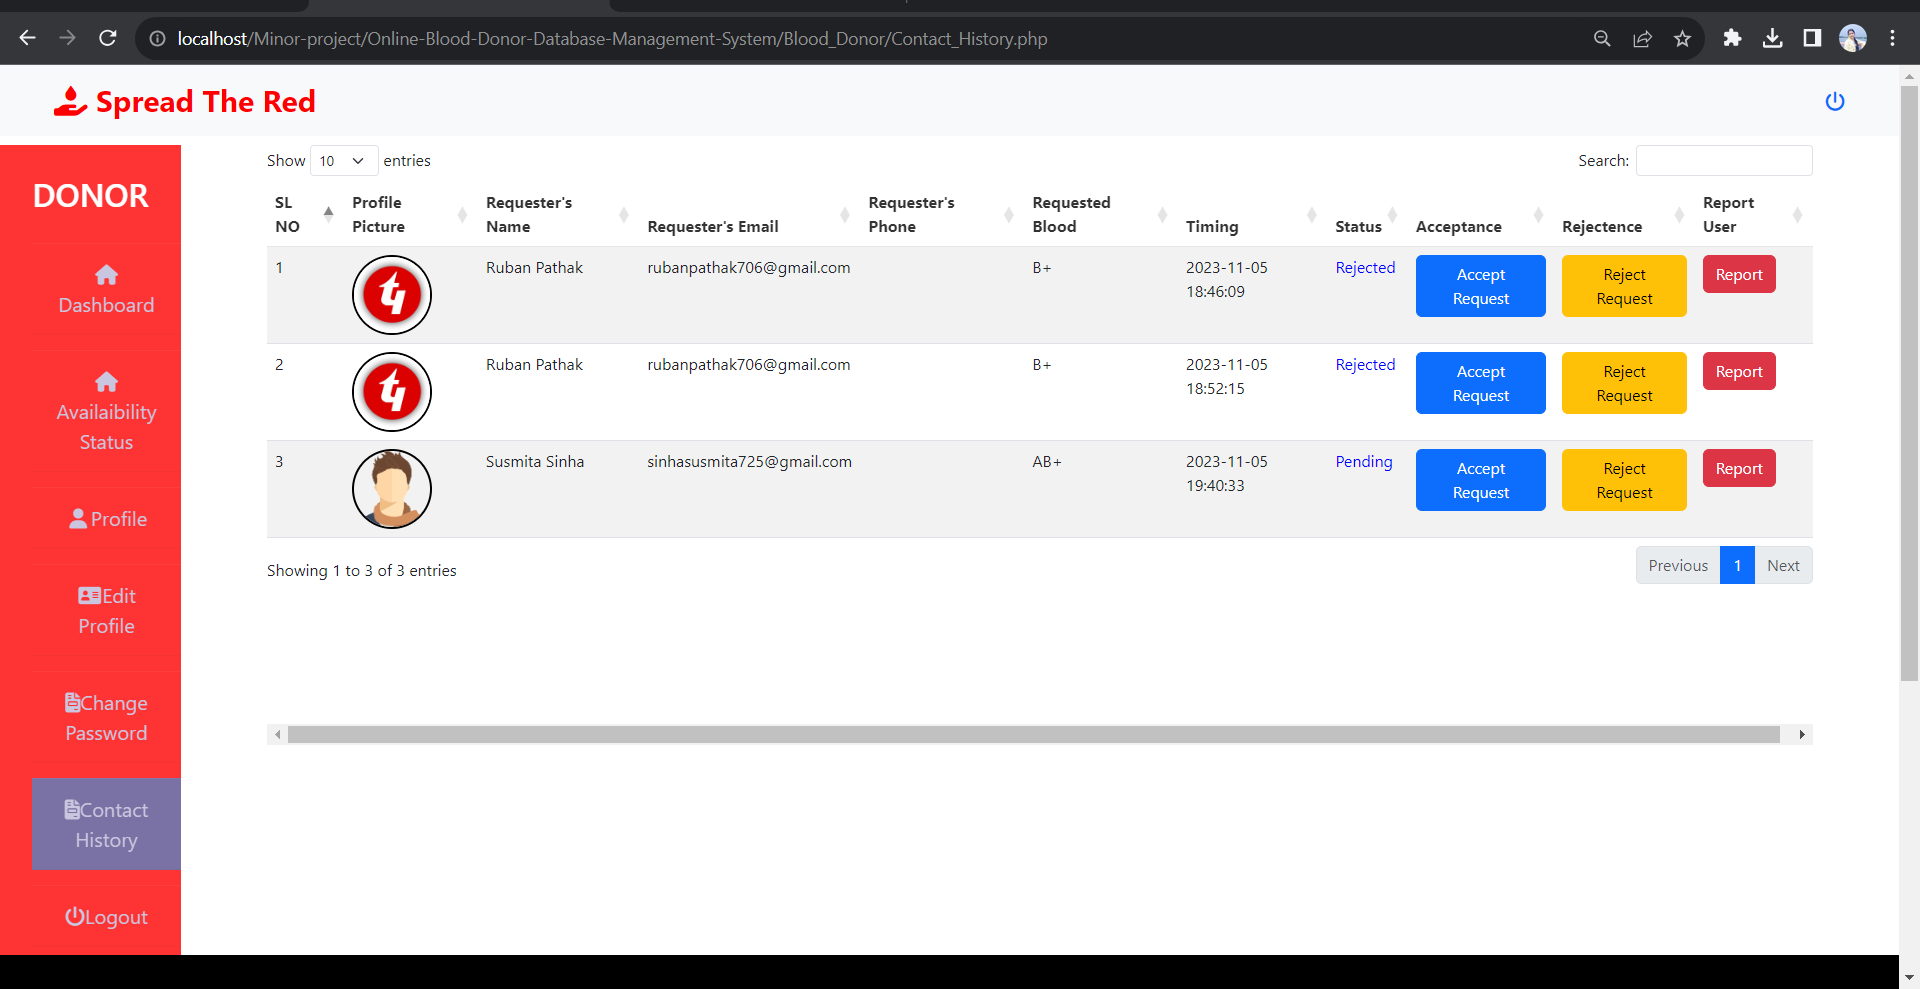 localhost/Minor-project/Online-Blood-Donor-Database-Management-System/Blood_Donor/Contact_History.php
Spread The Red
DONOR
Dashboard
Availaibility
Status
Profile
Edit
Profile
Change
Password
Contact
History
Logout
Show 10 entries
Search:
SL NO Profile Picture Requester's Name Requester's Email Requester's Phone Requested Blood Timing Status Acceptance Rejectence Report User
1 Ruban Pathak rubanpathak706@gmail.com B+ 2023-11-05 18:46:09 Rejected Accept Request Reject Request Report
2 Ruban Pathak rubanpathak706@gmail.com B+ 2023-11-05 18:52:15 Rejected Accept Request Reject Request Report
3 Susmita Sinha sinhasusmita725@gmail.com AB+ 2023-11-05 19:40:33 Pending Accept Request Reject Request Report
Showing 1 to 3 of 3 entries
Previous 1 Next